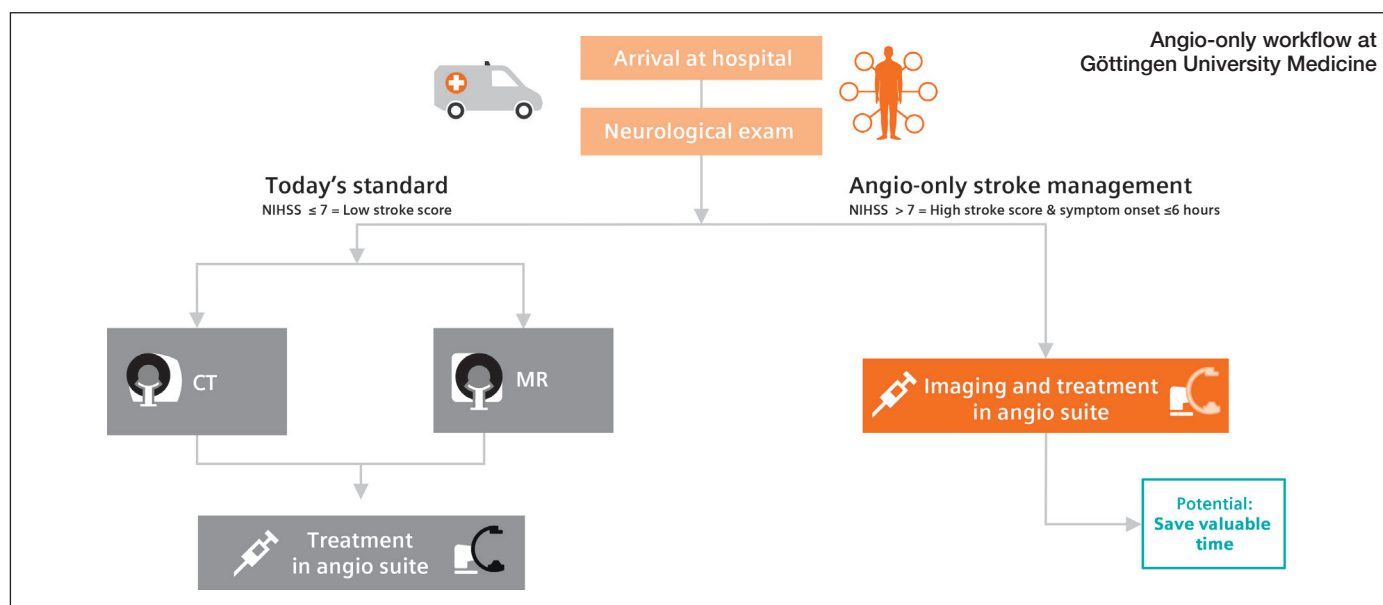 Angio-only workflow at
Göttingen University Medicine
Arrival at hospital
Neurological exam
Today's standard
NIHSS ≤ 7 = Low stroke score
Angio-only stroke management
NIHSS > 7 = High stroke score & symptom onset ≤6 hours
CT
MR
Imaging and treatment
in angio suite
Treatment
in angio suite
Potential:
Save valuable
time